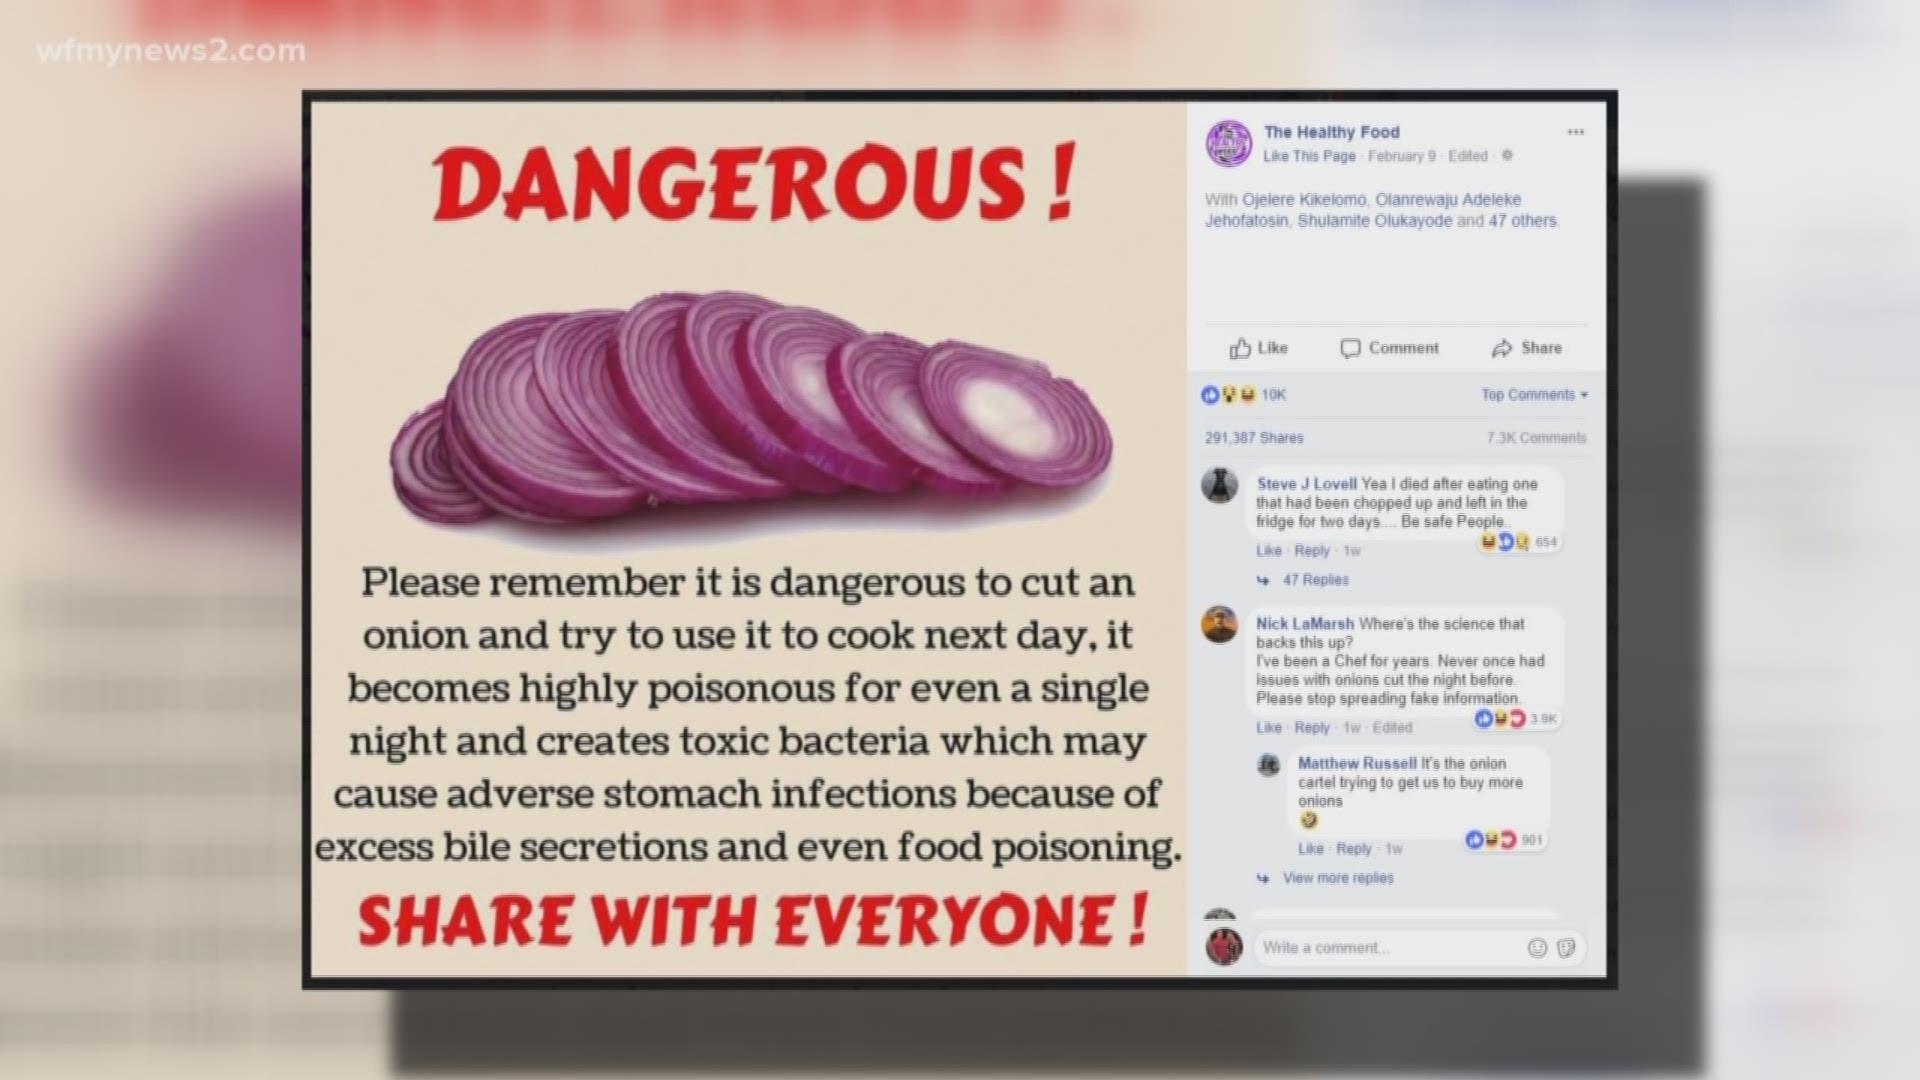 wfmynews2.com
DANGEROUS !
Please remember it is dangerous to cut an
onion and try to use it to cook next day, it
becomes highly poisonous for even a single
night and creates toxic bacteria which may
cause adverse stomach infections because of
excess bile secretions and even food poisoning.
SHARE WITH EVERYONE !
The Healthy Food
Like This Page · February 9 · Edited ·
With Ojelere Kikelomo, Olanrewaju Adeleke
Jehofatosin, Shulamite Olukayode and 47 others.
Like Comment Share
10K Top Comments
291,387 Shares 7.3K Comments
Steve J Lovell Yea I died after eating one
that had been chopped up and left in the
fridge for two days.... Be safe People..
654
Like · Reply · 1w
47 Replies
Nick LaMarsh Where's the science that
backs this up?
I've been a Chef for years. Never once had
issues with onions cut the night before.
Please stop spreading fake information.
3.9K
Like · Reply · 1w · Edited
Matthew Russell It's the onion
cartel trying to get us to buy more
onions
901
Like · Reply · 1w
View more replies
Write a comment...